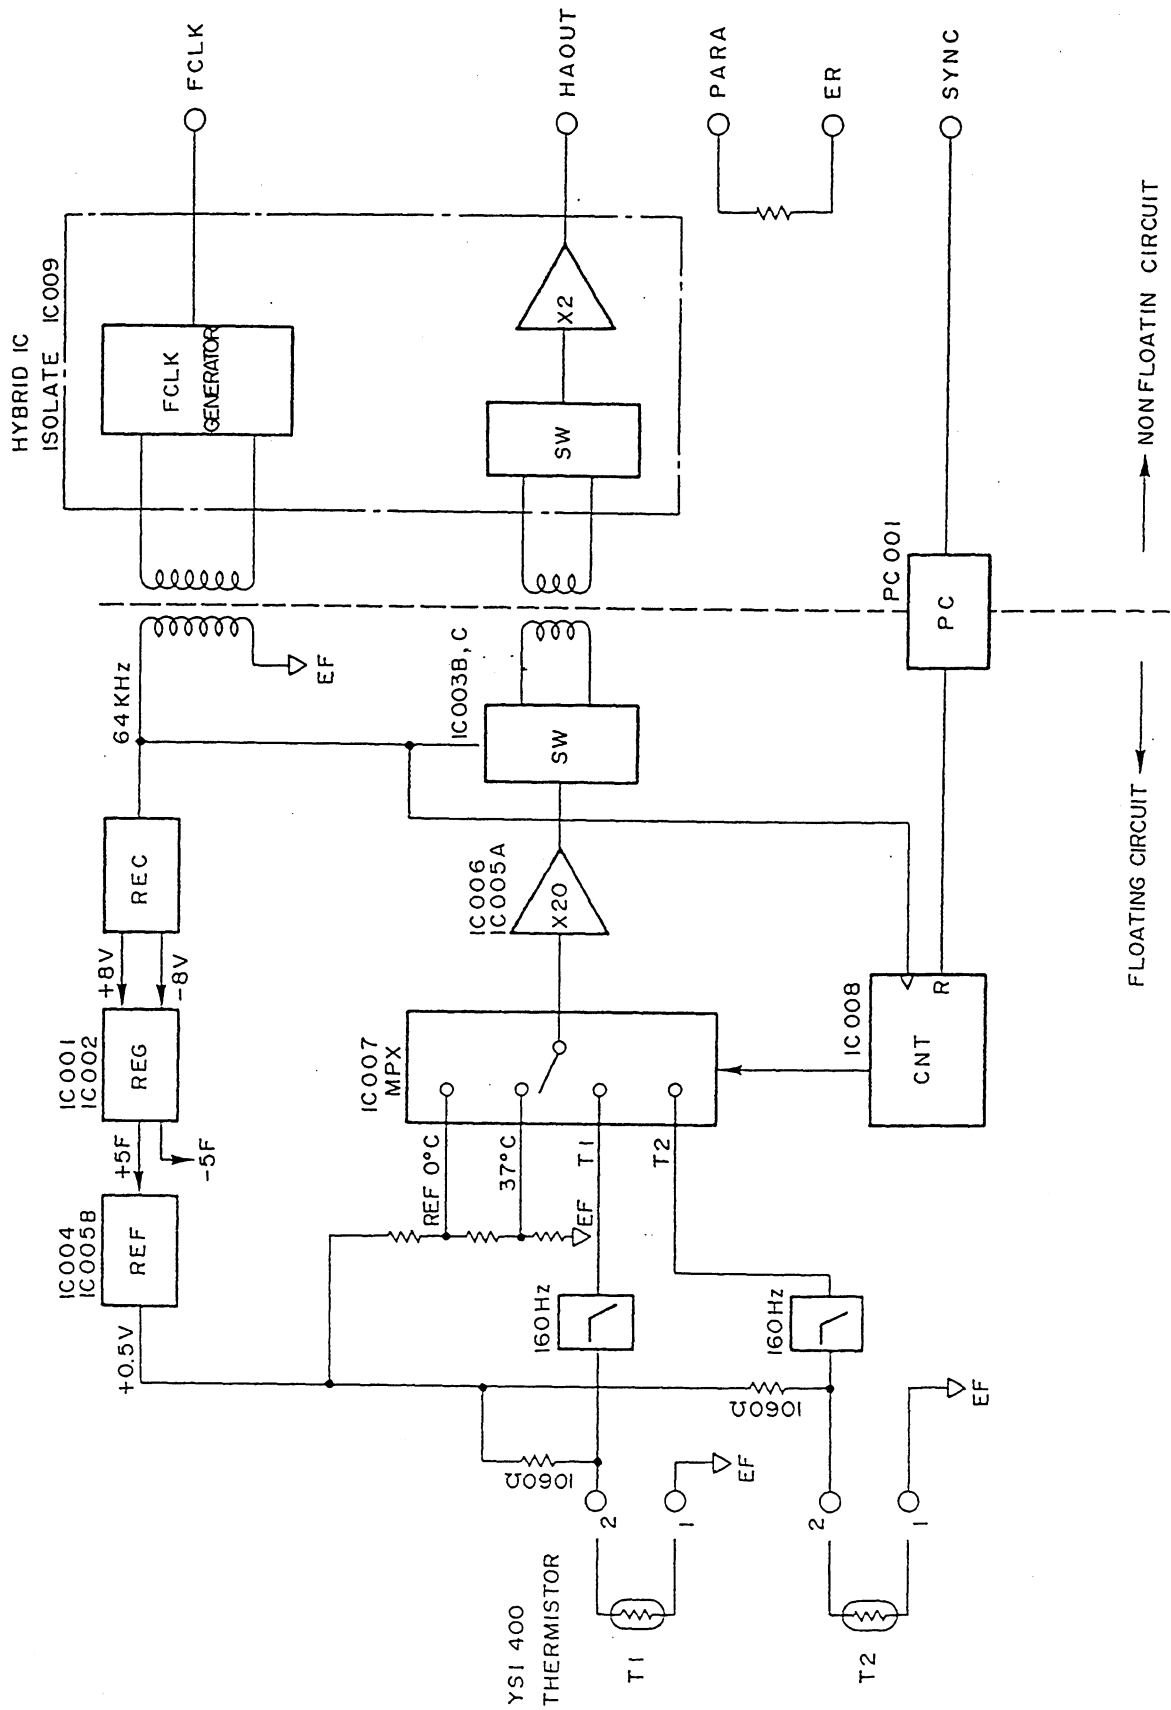 HYBRID IC
ISOLATE IC009
FCLK
FCLK
GENERATOR
HAOUT
X2
SW
PARA
ER
SYNC
NONFLOATIN CIRCUIT
FLOATING CIRCUIT
PC001
PC
64KHz
EF
IC003B, C
SW
REC
+8V
-8V
IC001
IC002
REG
+5F
-5F
IC004
IC005B
REF
+0.5V
IC006
IC005A
X20
IC007
MPX
REF 0°C
37°C
T1
T2
EF
IC008
CNT
R
160Hz
160Hz
1060Ω
1060Ω
2
1
EF
2
1
EF
YSI 400
THERMISTOR
T1
T2